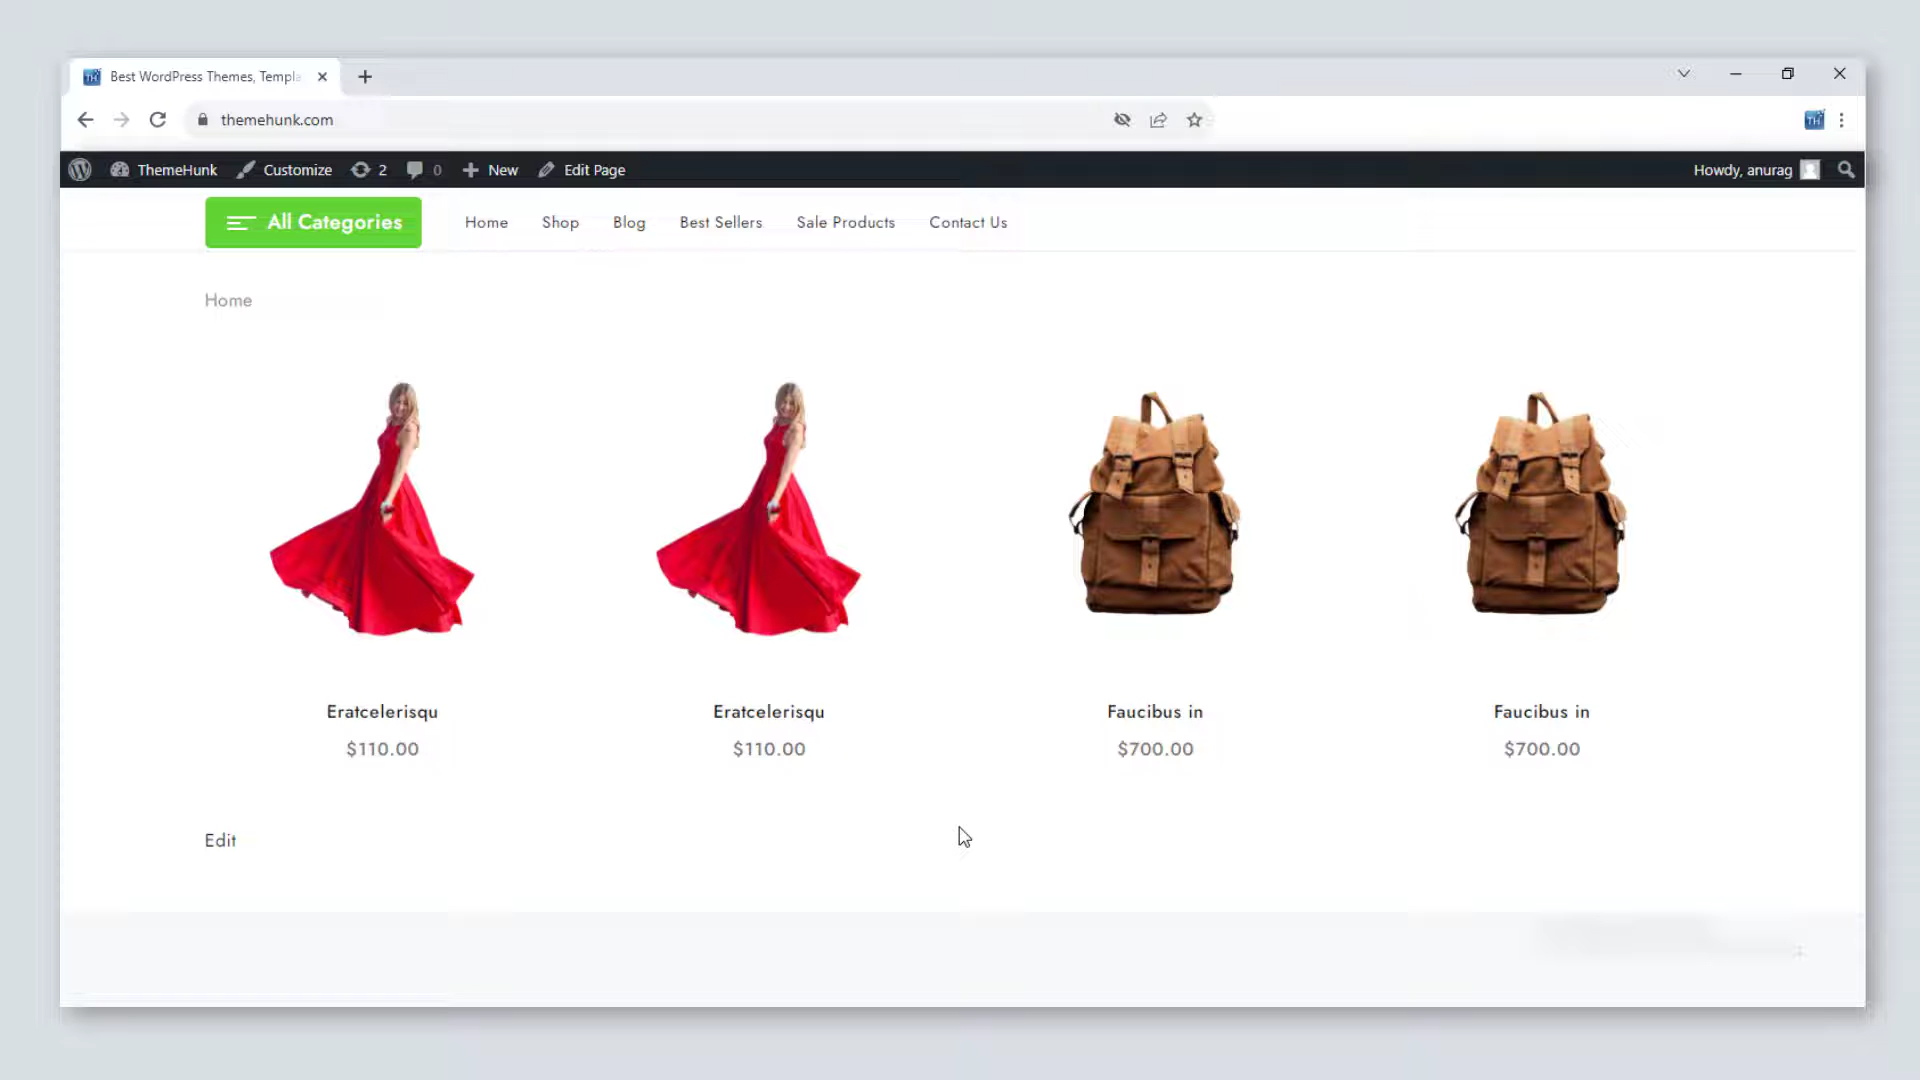 Best WordPress Themes, Templa
themehunk.com
ThemeHunk Customize 2 0 New Edit Page Howdy, anurag
All Categories Home Shop Blog Best Sellers Sale Products Contact Us
Home
Eratcelerisqu Eratcelerisqu Faucibus in Faucibus in
$110.00 $110.00 $700.00 $700.00
Edit